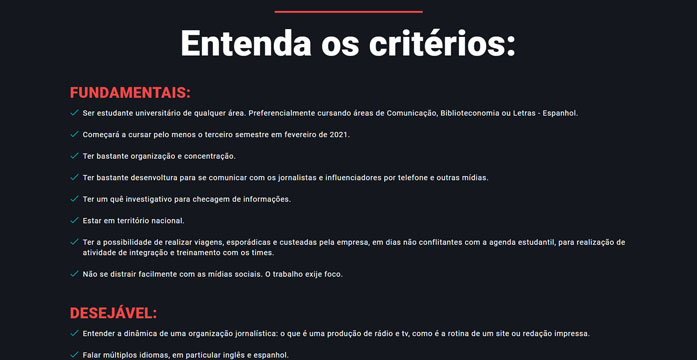 Entenda os critérios:
FUNDAMENTAIS:
Ser estudante universitário de qualquer área. Preferencialmente cursando áreas de Comunicação, Biblioteconomia ou Letras - Espanhol.
Começará a cursar pelo menos o terceiro semestre em fevereiro de 2021.
Ter bastante organização e concentração.
Ter bastante desenvoltura para se comunicar com os jornalistas e influenciadores por telefone e outras mídias.
Ter um quê investigativo para checagem de informações.
Estar em território nacional.
Ter a possibilidade de realizar viagens, esporádicas e custeadas pela empresa, em dias não conflitantes com a agenda estudantil, para realização de
atividade de integração e treinamento com os times.
Não se distrair facilmente com as mídias sociais. O trabalho exije foco.
DESEJÁVEL:
Entender a dinâmica de uma organização jornalística: o que é uma produção de rádio e tv, como é a rotina de um site ou redação impressa.
Falar múltiplos idiomas, em particular inglês e espanhol.